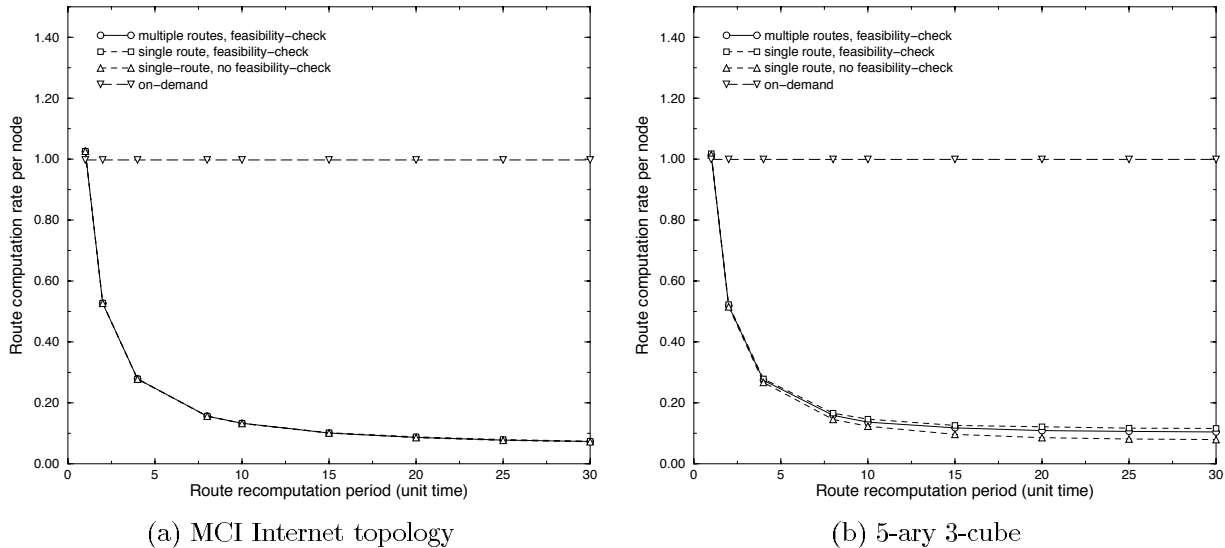 1.40
1.20
1.00
0.80
0.60
0.40
0.20
0.00
Route computation rate per node
multiple routes, feasibility-check
single route, feasibility-check
single-route, no feasibility-check
on-demand
0 5 10 15 20 25 30
Route recomputation period (unit time)
(a) MCI Internet topology
1.40
1.20
1.00
0.80
0.60
0.40
0.20
0.00
Route computation rate per node
multiple routes, feasibility-check
single route, feasibility-check
single route, no feasibility-check
on-demand
0 5 10 15 20 25 30
Route recomputation period (unit time)
(b) 5-ary 3-cube